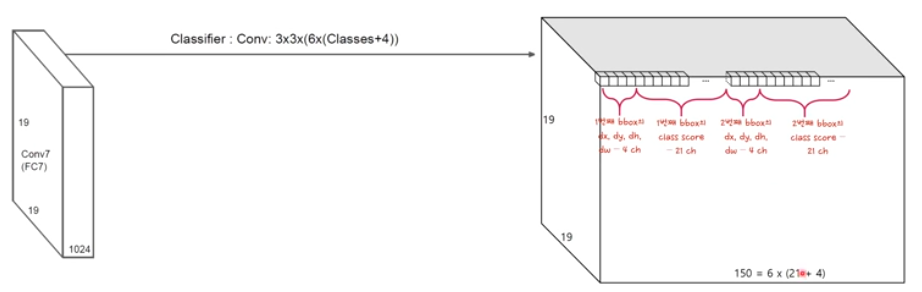 Classifier : Conv: 3x3x(6x(Classes+4))
19
Conv7
(FC7)
19
1024
19
19
...
...
1번째 bbox의
dx, dy, dh,
dw - 4 ch
1번째 bbox의
class score
- 21 ch
2번째 bbox의
dx, dy, dh,
dw - 4 ch
2번째 bbox의
class score -
21 ch
150 = 6 x (21 + 4)